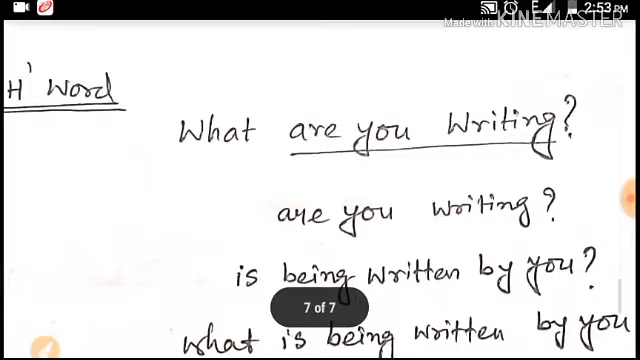 2:53 PM
Made with KINEMASTER
H' Word
What are you Writing?
are you writing?
is being written by you?
7 of 7
what is being written by you